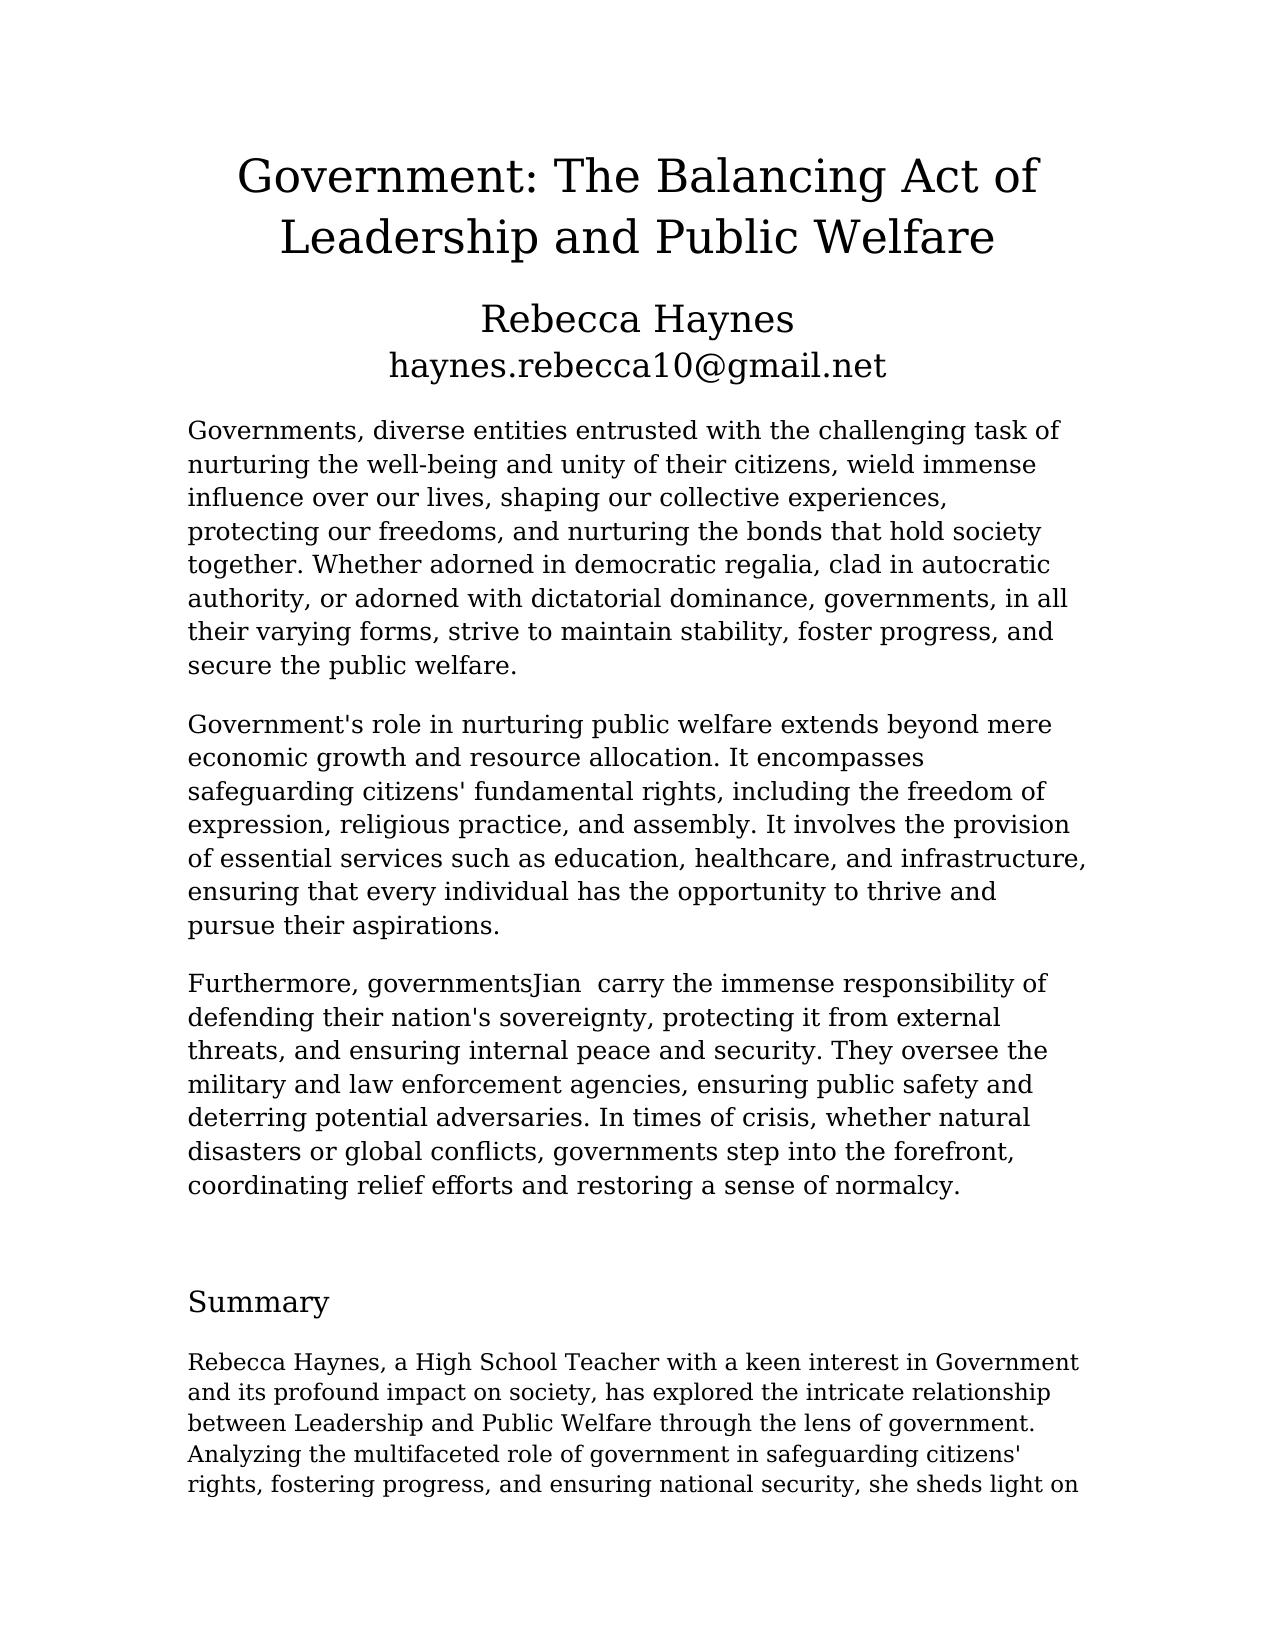 Government: The Balancing Act of
Leadership and Public Welfare
Rebecca Haynes
haynes.rebecca10@gmail.net
Governments, diverse entities entrusted with the challenging task of
nurturing the well-being and unity of their citizens, wield immense
influence over our lives, shaping our collective experiences,
protecting our freedoms, and nurturing the bonds that hold society
together. Whether adorned in democratic regalia, clad in autocratic
authority, or adorned with dictatorial dominance, governments, in all
their varying forms, strive to maintain stability, foster progress, and
secure the public welfare.
Government's role in nurturing public welfare extends beyond mere
economic growth and resource allocation. It encompasses
safeguarding citizens' fundamental rights, including the freedom of
expression, religious practice, and assembly. It involves the provision
of essential services such as education, healthcare, and infrastructure,
ensuring that every individual has the opportunity to thrive and
pursue their aspirations.
Furthermore, governmentsJian  carry the immense responsibility of
defending their nation's sovereignty, protecting it from external
threats, and ensuring internal peace and security. They oversee the
military and law enforcement agencies, ensuring public safety and
deterring potential adversaries. In times of crisis, whether natural
disasters or global conflicts, governments step into the forefront,
coordinating relief efforts and restoring a sense of normalcy.
Summary
Rebecca Haynes, a High School Teacher with a keen interest in Government
and its profound impact on society, has explored the intricate relationship
between Leadership and Public Welfare through the lens of government.
Analyzing the multifaceted role of government in safeguarding citizens'
rights, fostering progress, and ensuring national security, she sheds light on